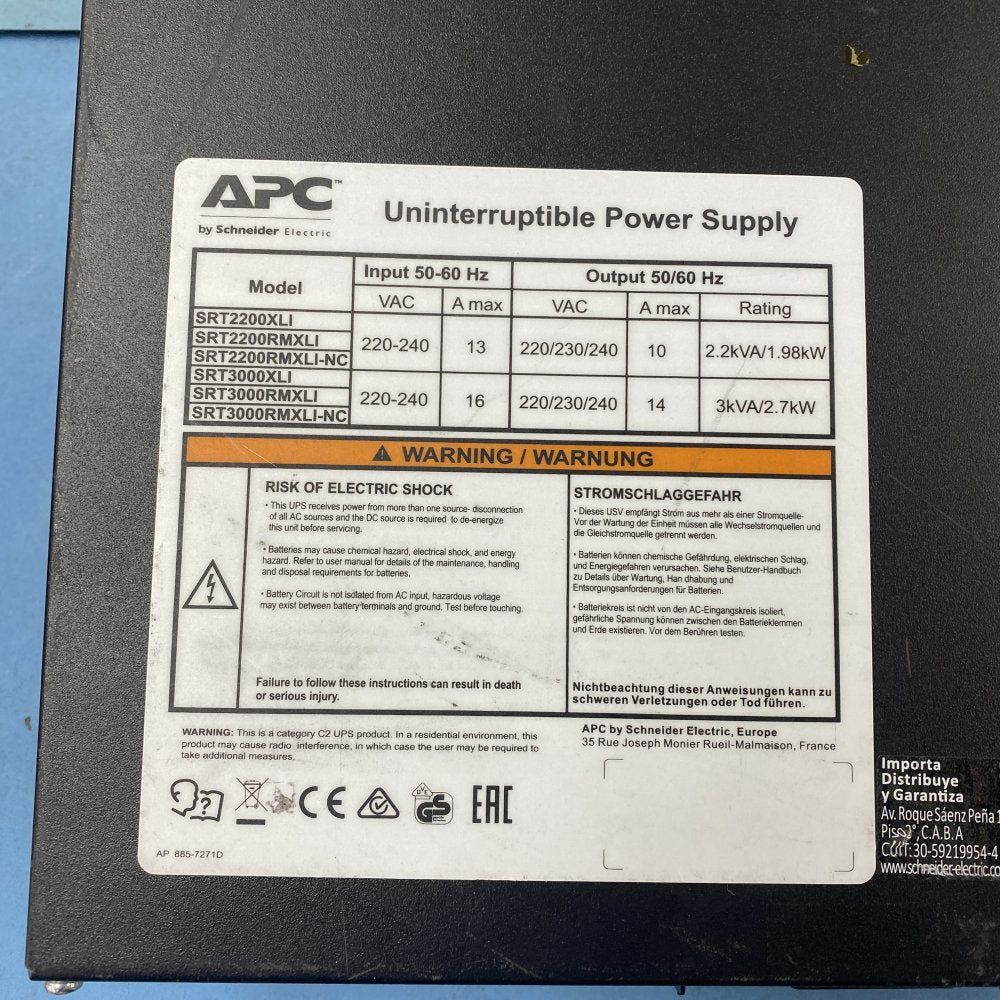 APC™
by Schneider Electric
Uninterruptible Power Supply
Model
Input 50-60 Hz
Output 50/60 Hz
VAC
A max
VAC
A max
Rating
SRT2200XLI
SRT2200RMXLI
SRT2200RMXLI-NC
220-240
13
220/230/240
10
2.2kVA/1.98kW
SRT3000XLI
SRT3000RMXLI
SRT3000RMXLI-NC
220-240
16
220/230/240
14
3kVA/2.7kW
WARNING / WARNUNG
RISK OF ELECTRIC SHOCK
• This UPS receives power from more than one source- disconnection
of all AC sources and the DC source is required to de-energize
this unit before servicing.
• Batteries may cause chemical hazard, electrical shock, and energy
hazard. Refer to user manual for details of the maintenance, handling
and disposal requirements for batteries.
• Battery Circuit is not isolated from AC input, hazardous voltage
may exist between battery terminals and ground. Test before touching.
Failure to follow these instructions can result in death
or serious injury.
STROMSCHLAGGEFAHR
• Dieses USV empfängt Strom aus mehr als einer Stromquelle-
Vor der Wartung der Einheit müssen alle Wechselstromquellen und
die Gleichstromquelle getrennt werden.
• Batterien können chemische Gefährdung, elektrischen Schlag,
und Energiegefahren verursachen. Siehe Benutzer-Handbuch
zu Details über Wartung, Han dhabung und
Entsorgungsanforderungen für Batterien.
• Batteriekreis ist nicht von den AC-Eingangskreis isoliert,
gefährliche Spannung können zwischen den Batterieklemmen
und Erde existieren. Vor dem Berühren testen.
Nichtbeachtung dieser Anweisungen kann zu
schweren Verletzungen oder Tod führen.
WARNING: This is a category C2 UPS product. In a residential environment, this
product may cause radio interference, in which case the user may be required to
take additional measures.
APC by Schneider Electric, Europe
35 Rue Joseph Monier Rueil-Malmaison, France
?
CE
DVE
GS
EAC
AP 885-7271D
Importa
Distribuye
y Garantiza
Av. Roque Sáenz Peña 1
C.A.B.A
CUIT:30-59219954-4
www.schneider-electric.co